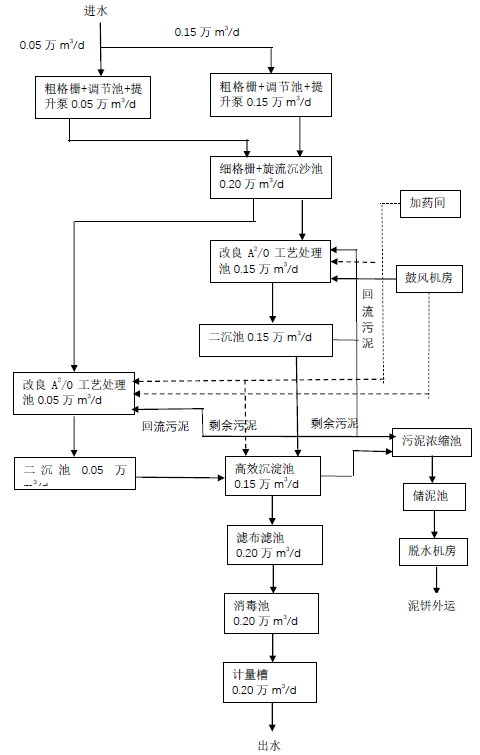 进水
0.05 万 m³/d
0.15 万 m³/d
粗格栅+调节池+提
升泵 0.05 万 m³/d
粗格栅+调节池+提
升泵 0.15 万 m³/d
细格栅+旋流沉沙池
0.20 万 m³/d
加药间
改良 A²/O 工艺处理
池 0.15 万 m³/d
鼓风机房
回
流
污
泥
二沉池 0.15 万 m³/d
改良 A²/O 工艺处理
池 0.05 万 m³/d
回流污泥
剩余污泥
剩余污泥
污泥浓缩池
二 沉 池 0.05 万
m³/d
高效沉淀池
0.15 万 m³/d
储泥池
滤布滤池
0.20 万 m³/d
脱水机房
消毒池
0.20 万 m³/d
泥饼外运
计量槽
0.20 万 m³/d
出水